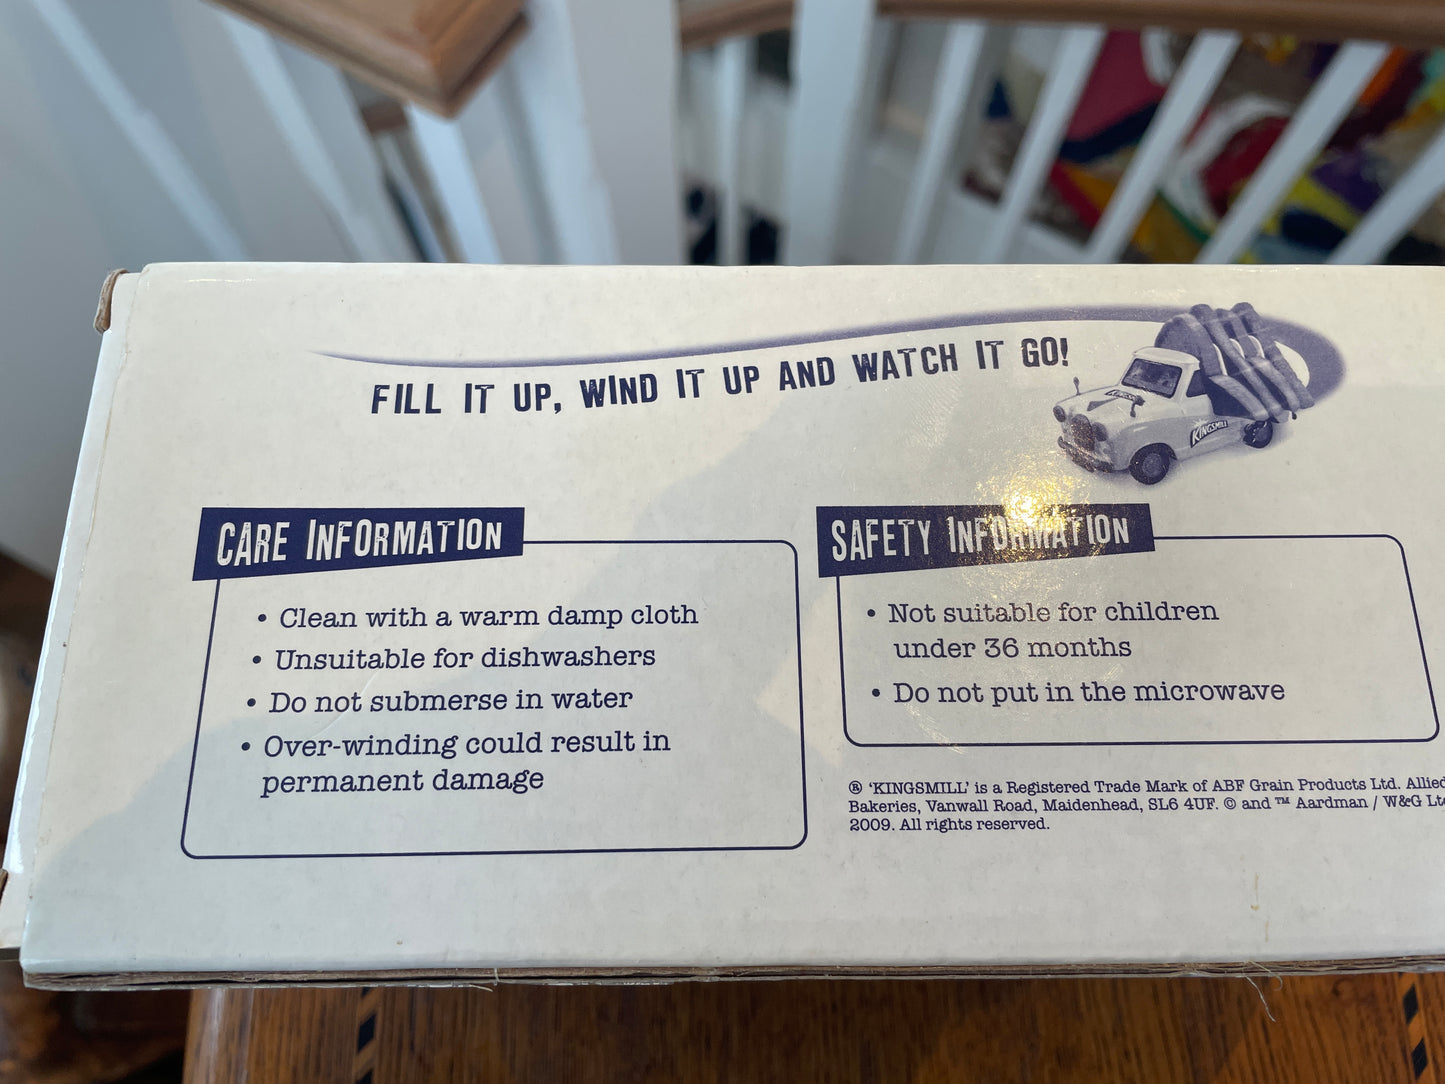 FILL IT UP, WIND IT UP AND WATCH IT GO!
KINGSMILL
CARE INFORMATION
• Clean with a warm damp cloth
• Unsuitable for dishwashers
• Do not submerse in water
• Over-winding could result in
permanent damage
SAFETY INFORMATION
• Not suitable for children
under 36 months
• Do not put in the microwave
® 'KINGSMILL' is a Registered Trade Mark of ABF Grain Products Ltd. Allied
Bakeries, Vanwall Road, Maidenhead, SL6 4UF. © and ™ Aardman / W&G Ltd
2009. All rights reserved.